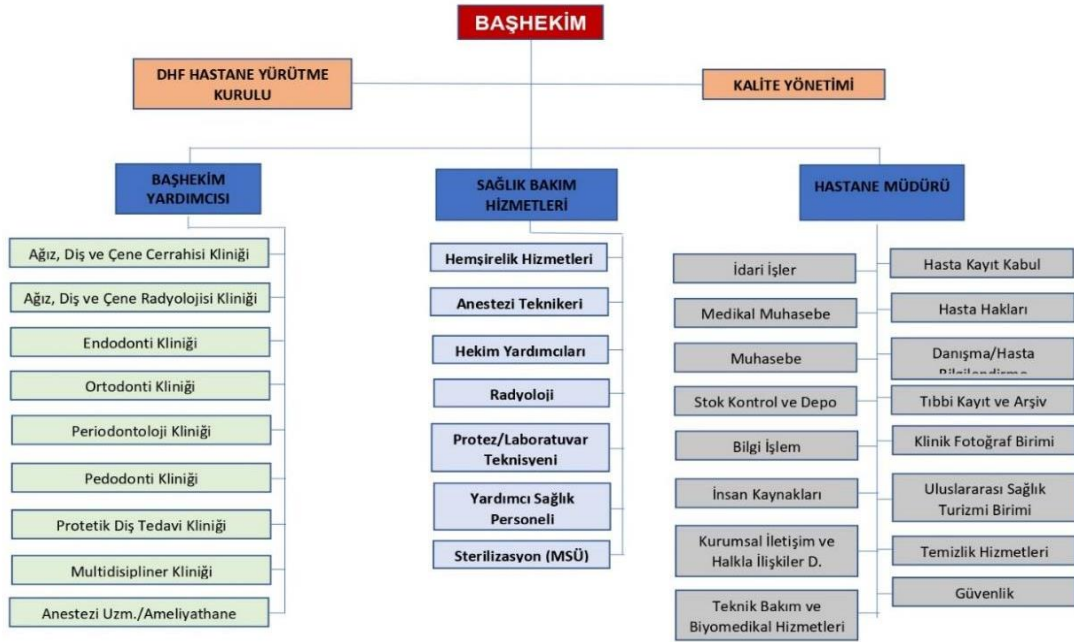 BAŞHEKİM
DHF HASTANE YÜRÜTME
KURULU
KALİTE YÖNETİMİ
BAŞHEKİM
YARDIMCISI
Ağız, Diş ve Çene Cerrahisi Kliniği
Ağız, Diş ve Çene Radyolojisi Kliniği
Endodonti Kliniği
Ortodonti Kliniği
Periodontoloji Kliniği
Pedodonti Kliniği
Protetik Diş Tedavi Kliniği
Multidisipliner Kliniği
Anestezi Uzm./Ameliyathane
SAĞLIK BAKIM
HİZMETLERİ
Hemşirelik Hizmetleri
Anestezi Teknikeri
Hekim Yardımcıları
Radyoloji
Protez/Laboratuvar
Teknisyeni
Yardımcı Sağlık
Personeli
Sterilizasyon (MSÜ)
HASTANE MÜDÜRÜ
İdari İşler
Medikal Muhasebe
Muhasebe
Stok Kontrol ve Depo
Bilgi İşlem
İnsan Kaynakları
Kurumsal İletişim ve
Halkla İlişkiler D.
Teknik Bakım ve
Biyomedikal Hizmetleri
Hasta Kayıt Kabul
Hasta Hakları
Danışma/Hasta
Bilgilendirme
Tıbbi Kayıt ve Arşiv
Klinik Fotoğraf Birimi
Uluslararası Sağlık
Turizmi Birimi
Temizlik Hizmetleri
Güvenlik